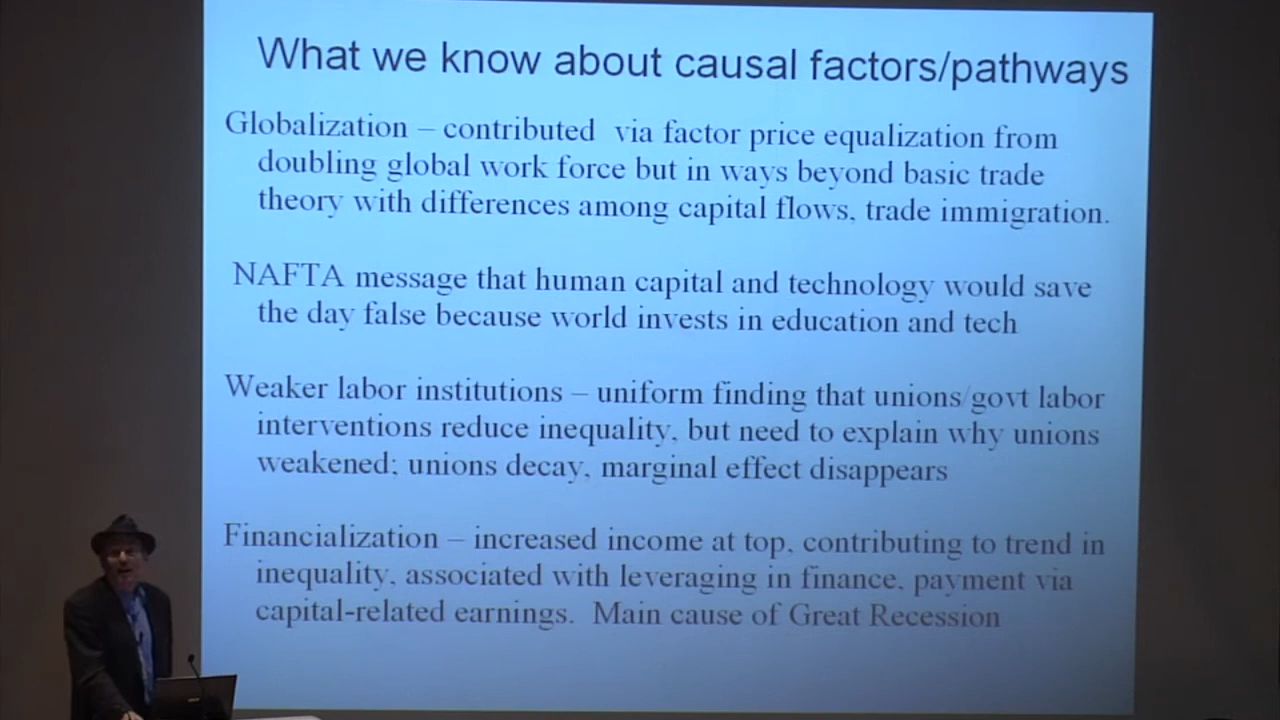 What we know about causal factors/pathways
Globalization – contributed via factor price equalization from
doubling global work force but in ways beyond basic trade
theory with differences among capital flows, trade immigration.
NAFTA message that human capital and technology would save
the day false because world invests in education and tech
Weaker labor institutions – uniform finding that unions/govt labor
interventions reduce inequality, but need to explain why unions
weakened; unions decay, marginal effect disappears
Financialization – increased income at top, contributing to trend in
inequality, associated with leveraging in finance, payment via
capital-related earnings. Main cause of Great Recession